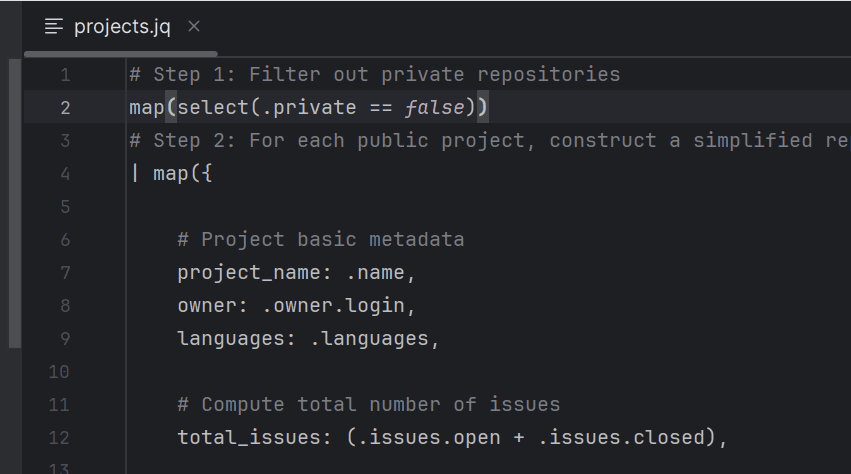 projects.jq
1 # Step 1: Filter out private repositories
2 map(select(.private == false))
3 # Step 2: For each public project, construct a simplified re
4 | map({
5
6 # Project basic metadata
7 project_name: .name,
8 owner: .owner.login,
9 languages: .languages,
10
11 # Compute total number of issues
12 total_issues: (.issues.open + .issues.closed),
13